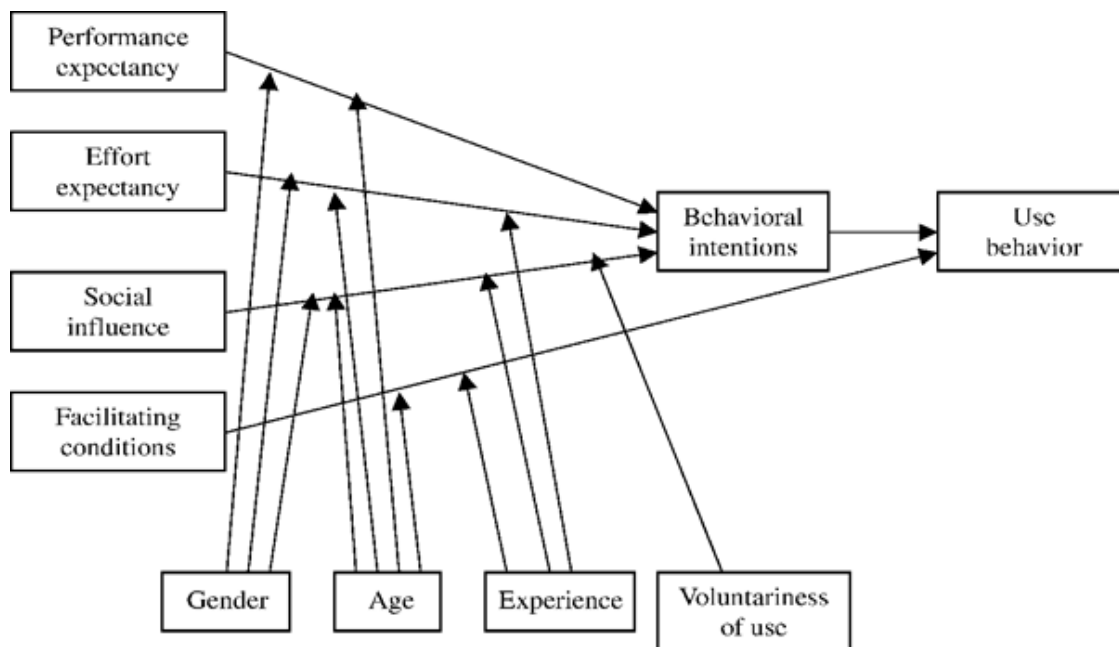 Performance
expectancy
Effort
expectancy
Behavioral
intentions
Use
behavior
Social
influence
Facilitating
conditions
Gender
Age
Experience
Voluntariness
of use